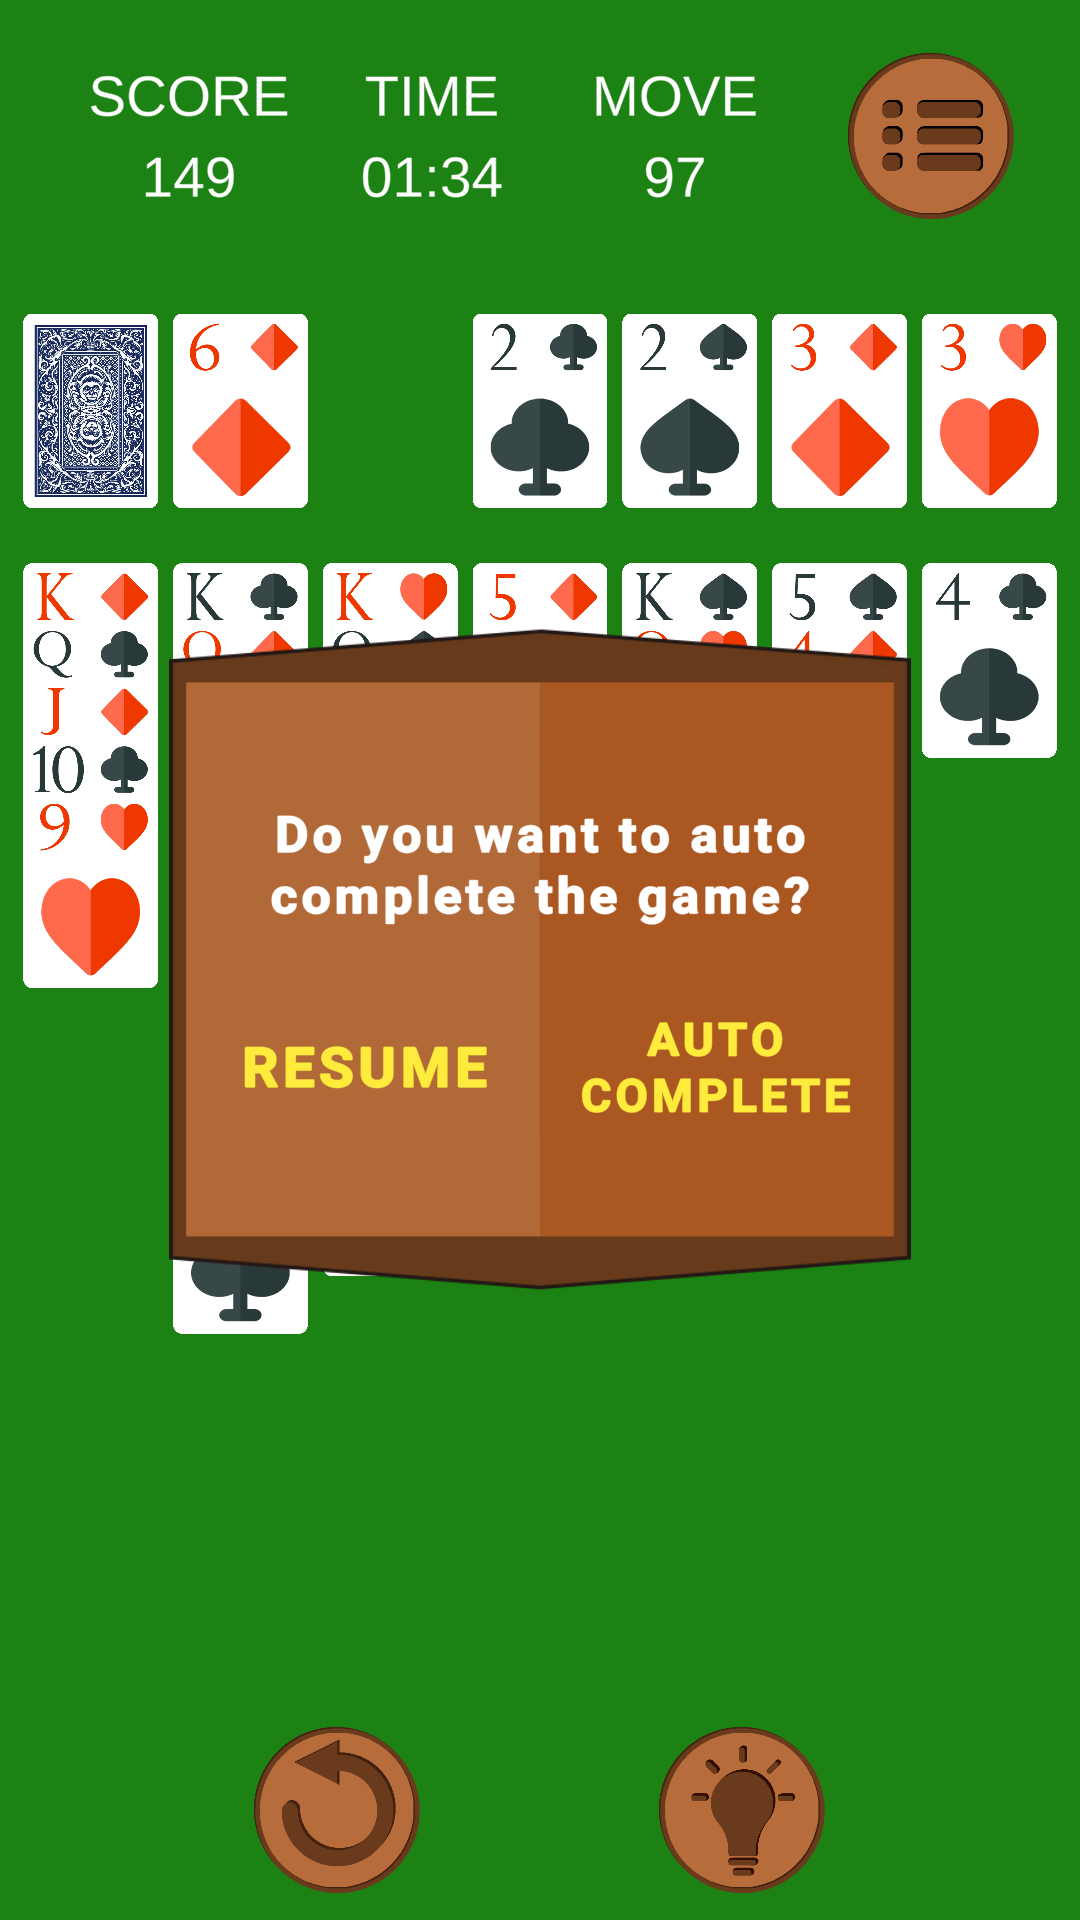 SCORE TIME MOVE
149 01:34 97
6 2 2 3 3
K K K 5 K 5 4
Q Q Q Q 4
J
10
9
Do you want to auto
complete the game?
RESUME
AUTO
COMPLETE